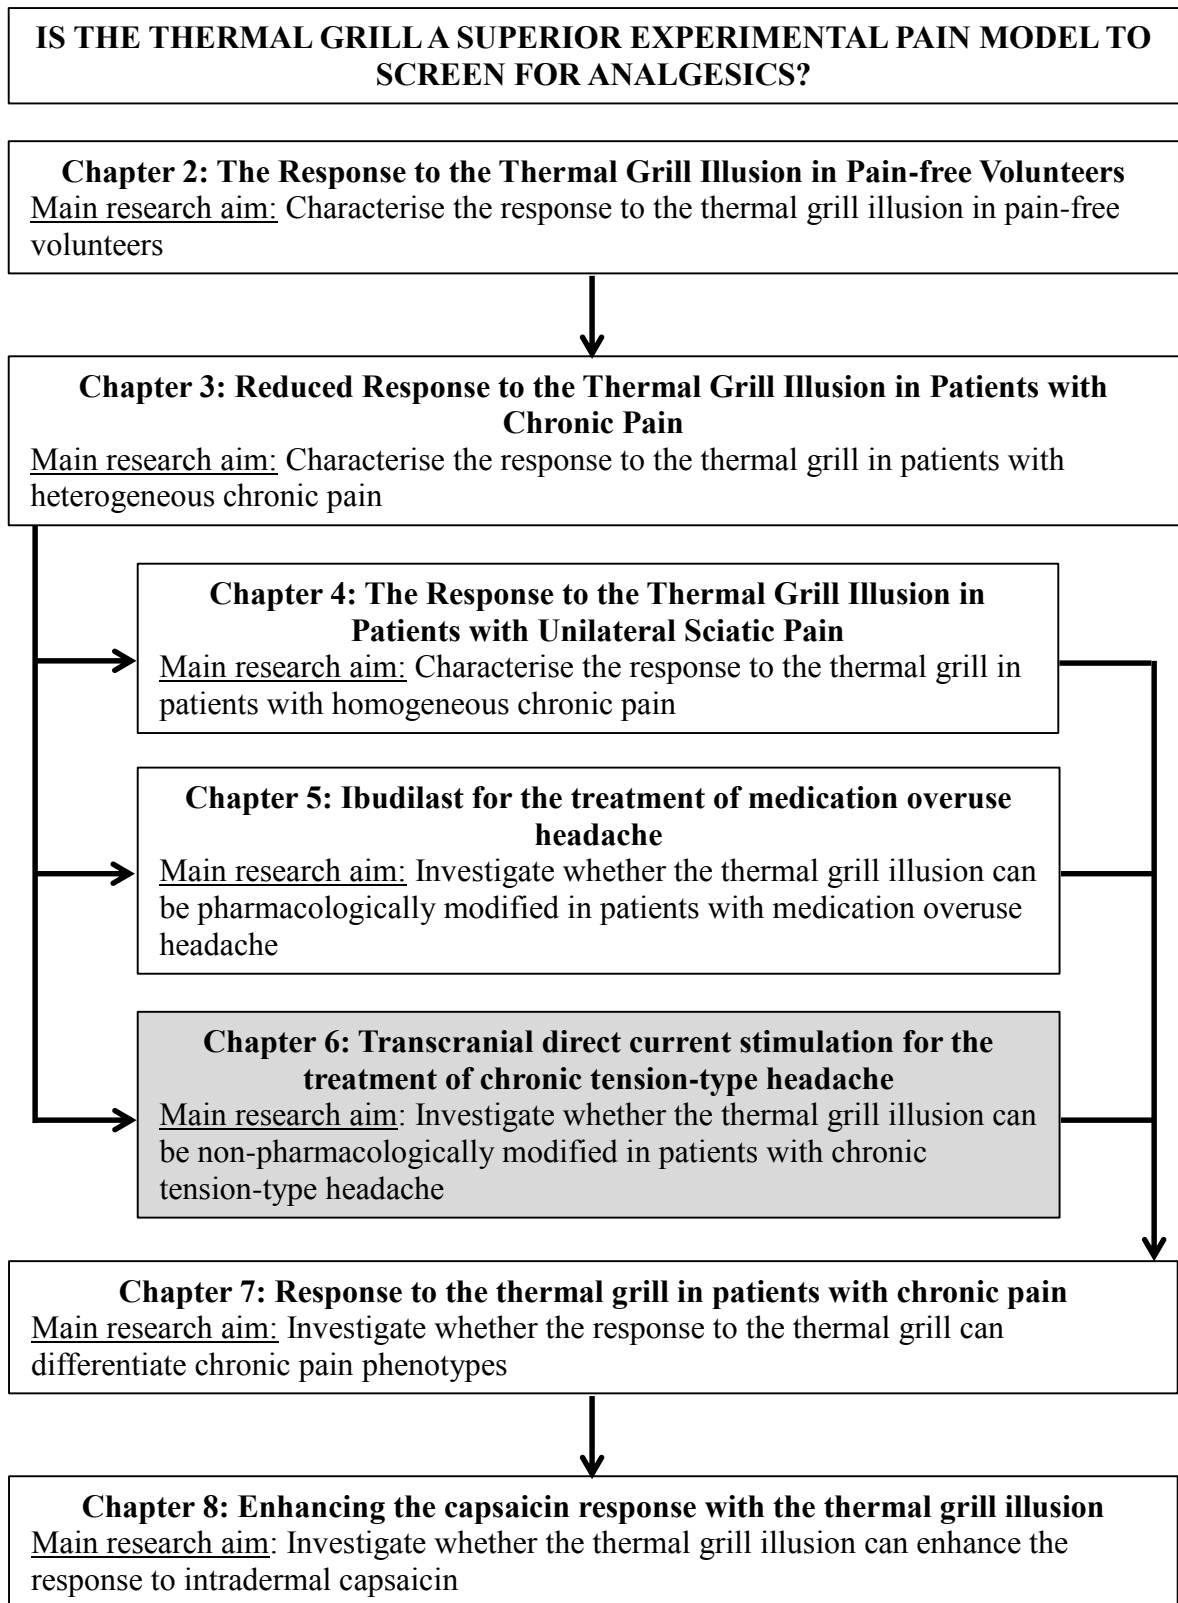 IS THE THERMAL GRILL A SUPERIOR EXPERIMENTAL PAIN MODEL TO
SCREEN FOR ANALGESICS?
Chapter 2: The Response to the Thermal Grill Illusion in Pain-free Volunteers
Main research aim: Characterise the response to the thermal grill illusion in pain-free
volunteers
Chapter 3: Reduced Response to the Thermal Grill Illusion in Patients with
Chronic Pain
Main research aim: Characterise the response to the thermal grill in patients with
heterogeneous chronic pain
Chapter 4: The Response to the Thermal Grill Illusion in
Patients with Unilateral Sciatic Pain
Main research aim: Characterise the response to the thermal grill in
patients with homogeneous chronic pain
Chapter 5: Ibudilast for the treatment of medication overuse
headache
Main research aim: Investigate whether the thermal grill illusion can
be pharmacologically modified in patients with medication overuse
headache
Chapter 6: Transcranial direct current stimulation for the
treatment of chronic tension-type headache
Main research aim: Investigate whether the thermal grill illusion can
be non-pharmacologically modified in patients with chronic
tension-type headache
Chapter 7: Response to the thermal grill in patients with chronic pain
Main research aim: Investigate whether the response to the thermal grill can
differentiate chronic pain phenotypes
Chapter 8: Enhancing the capsaicin response with the thermal grill illusion
Main research aim: Investigate whether the thermal grill illusion can enhance the
response to intradermal capsaicin